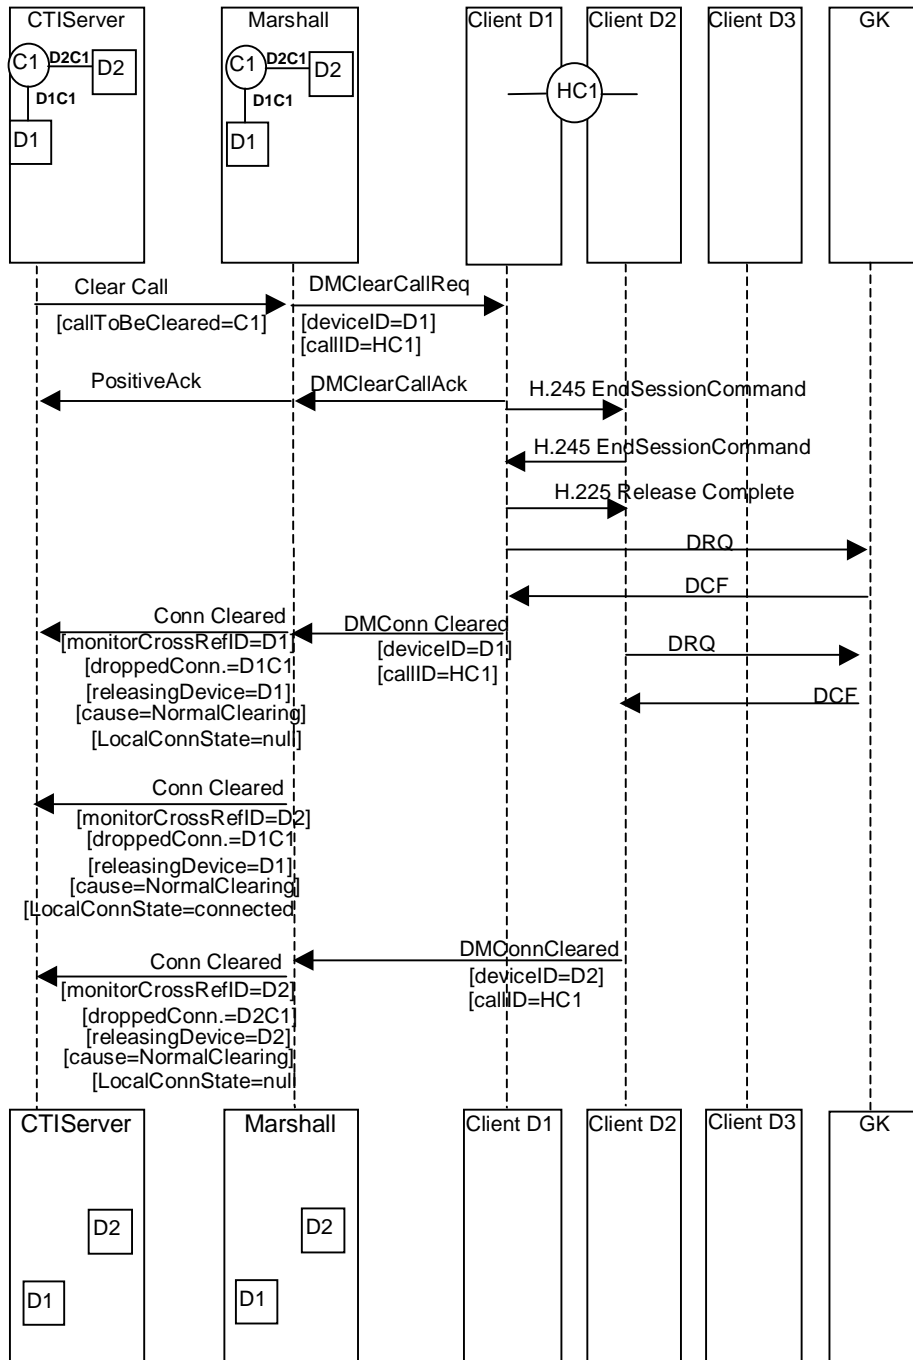 CTIServer
Marshall
Client D1
Client D2
Client D3
GK
C1
D2C1
D2
D1C1
D1
C1
D2C1
D2
D1C1
D1
HC1
Clear Call
[callToBeCleared=C1]
DMClearCallReq
[deviceID=D1]
[callID=HC1]
PositiveAck
DMClearCallAck
H.245 EndSessionCommand
H.245 EndSessionCommand
H.225 Release Complete
DRQ
DCF
Conn Cleared
[monitorCrossRefID=D1]
[droppedConn.=D1C1
[releasingDevice=D1]
[cause=NormalClearing]
[LocalConnState=null]
DMConn Cleared
[deviceID=D1]
[callID=HC1]
DRQ
DCF
Conn Cleared
[monitorCrossRefID=D2]
[droppedConn.=D1C1
[releasingDevice=D1]
[cause=NormalClearing]
[LocalConnState=connected
DMConnCleared
[deviceID=D2]
[callID=HC1
Conn Cleared
[monitorCrossRefID=D2]
[droppedConn.=D2C1]
[releasingDevice=D2]
[cause=NormalClearing]
[LocalConnState=null
CTIServer
Marshall
Client D1
Client D2
Client D3
GK
D2
D1
D2
D1